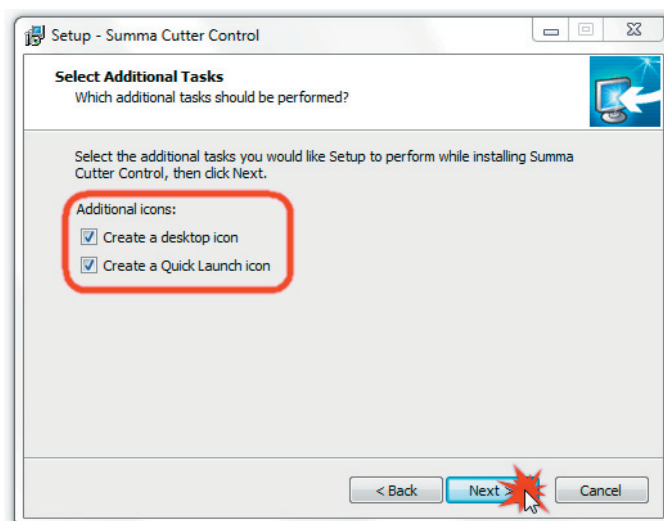 Setup - Summa Cutter Control
Select Additional Tasks
Which additional tasks should be performed?
Select the additional tasks you would like Setup to perform while installing Summa
Cutter Control, then click Next.
Additional icons:
Create a desktop icon
Create a Quick Launch icon
< Back
Next >
Cancel